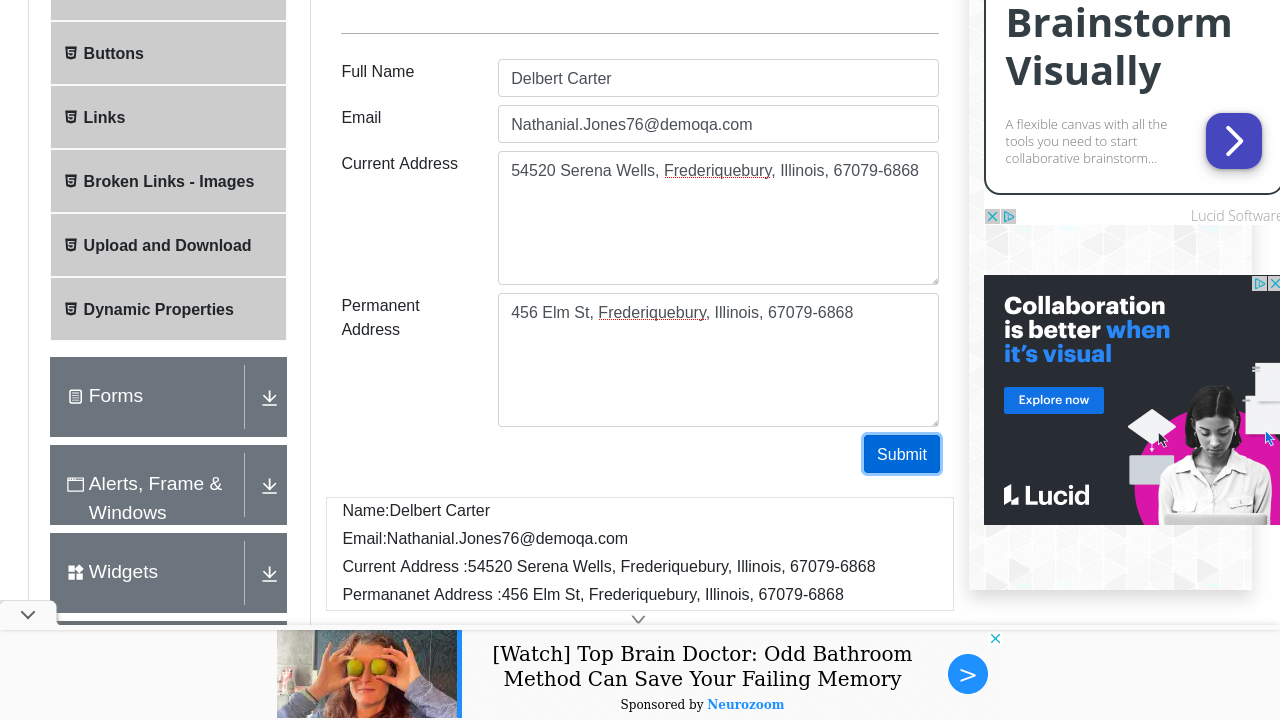 Buttons
Links
Broken Links - Images
Upload and Download
Dynamic Properties
Forms
Alerts, Frame &
Windows
Widgets
Full Name
Delbert Carter
Email
Nathanial.Jones76@demoqa.com
Current Address
54520 Serena Wells, Frederiquebury, Illinois, 67079-6868
Permanent
Address
456 Elm St, Frederiquebury, Illinois, 67079-6868
Submit
Name:Delbert Carter
Email:Nathanial.Jones76@demoqa.com
Current Address :54520 Serena Wells, Frederiquebury, Illinois, 67079-6868
Permananet Address :456 Elm St, Frederiquebury, Illinois, 67079-6868
Brainstorm
Visually
A flexible canvas with all the
tools you need to start
collaborative brainstorm...
Lucid Software
Collaboration
is better when
it's visual
Explore now
Lucid
[Watch] Top Brain Doctor: Odd Bathroom
Method Can Save Your Failing Memory
Sponsored by Neurozoom